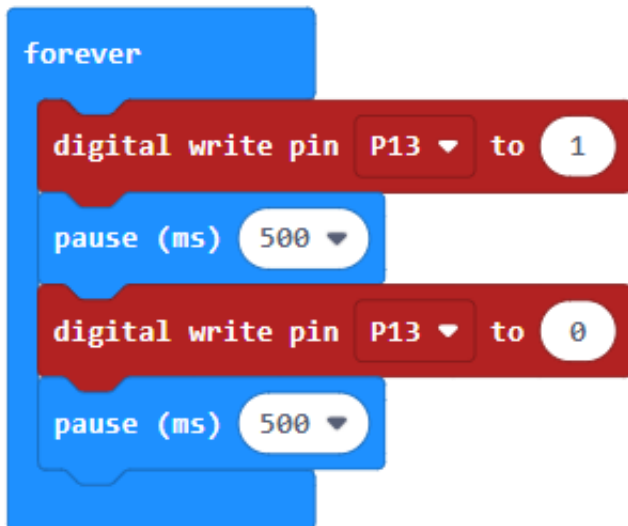 forever
digital write pin P13 to 1
pause (ms) 500
digital write pin P13 to 0
pause (ms) 500